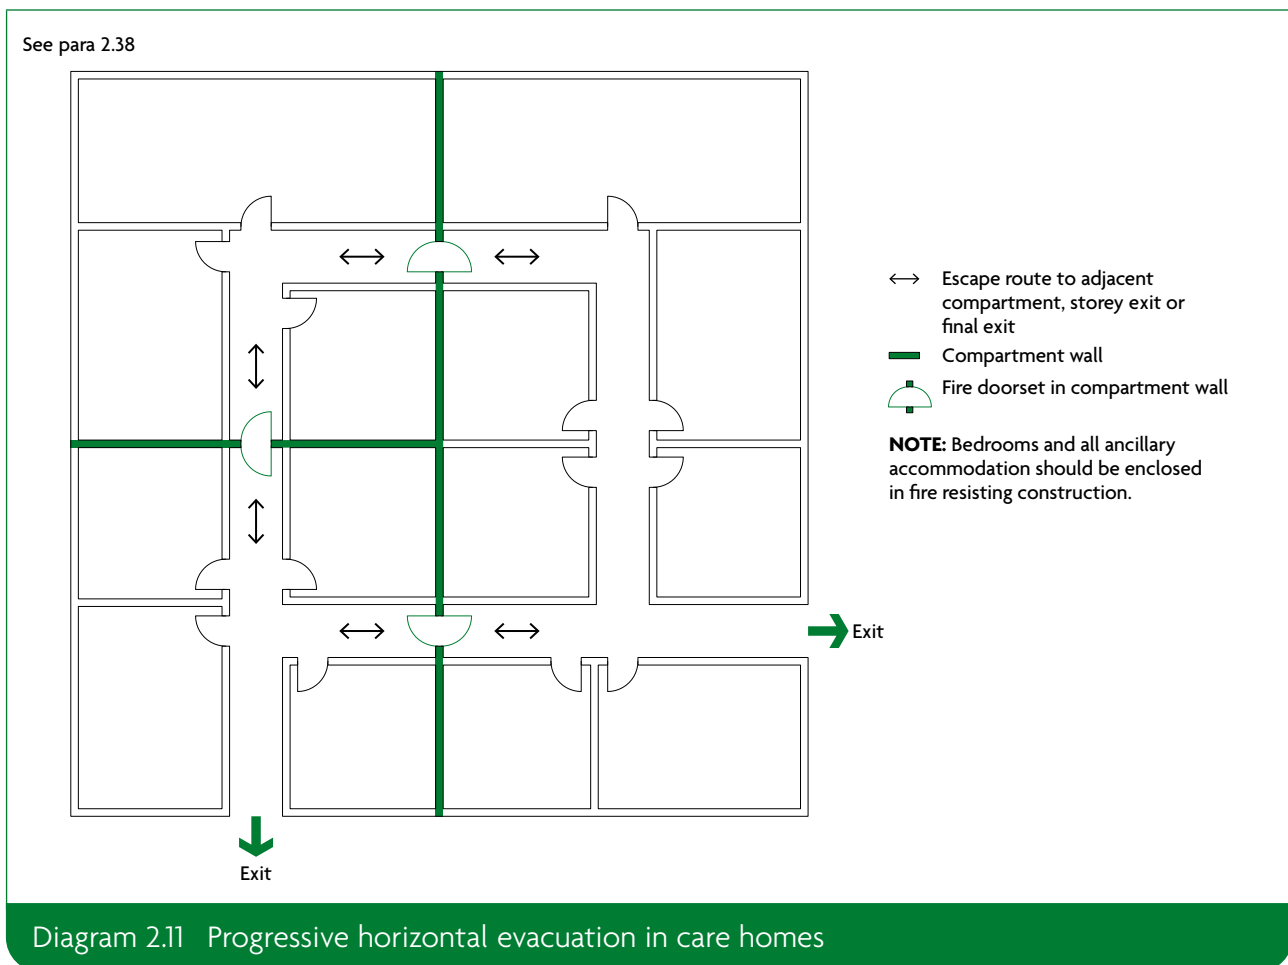 See para 2.38
Escape route to adjacent
compartment, storey exit or
final exit
Compartment wall
Fire doorset in compartment wall
NOTE: Bedrooms and all ancillary
accommodation should be enclosed
in fire resisting construction.
Exit
Exit
Diagram 2.11 Progressive horizontal evacuation in care homes